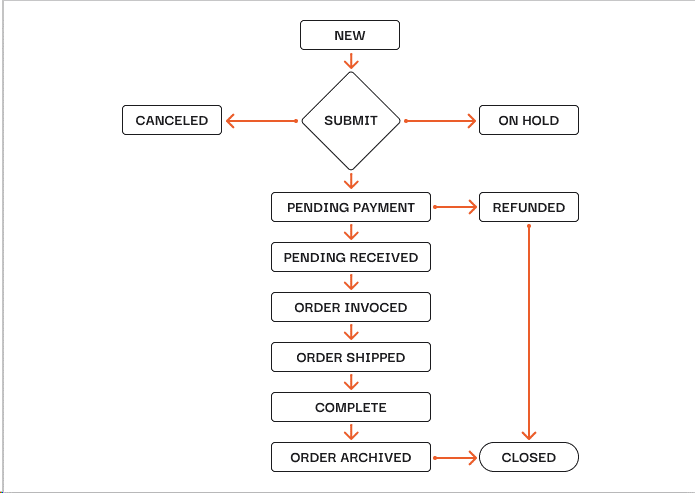 NEW
CANCELED
SUBMIT
ON HOLD
PENDING PAYMENT
REFUNDED
PENDING RECEIVED
ORDER INVOCED
ORDER SHIPPED
COMPLETE
ORDER ARCHIVED
CLOSED